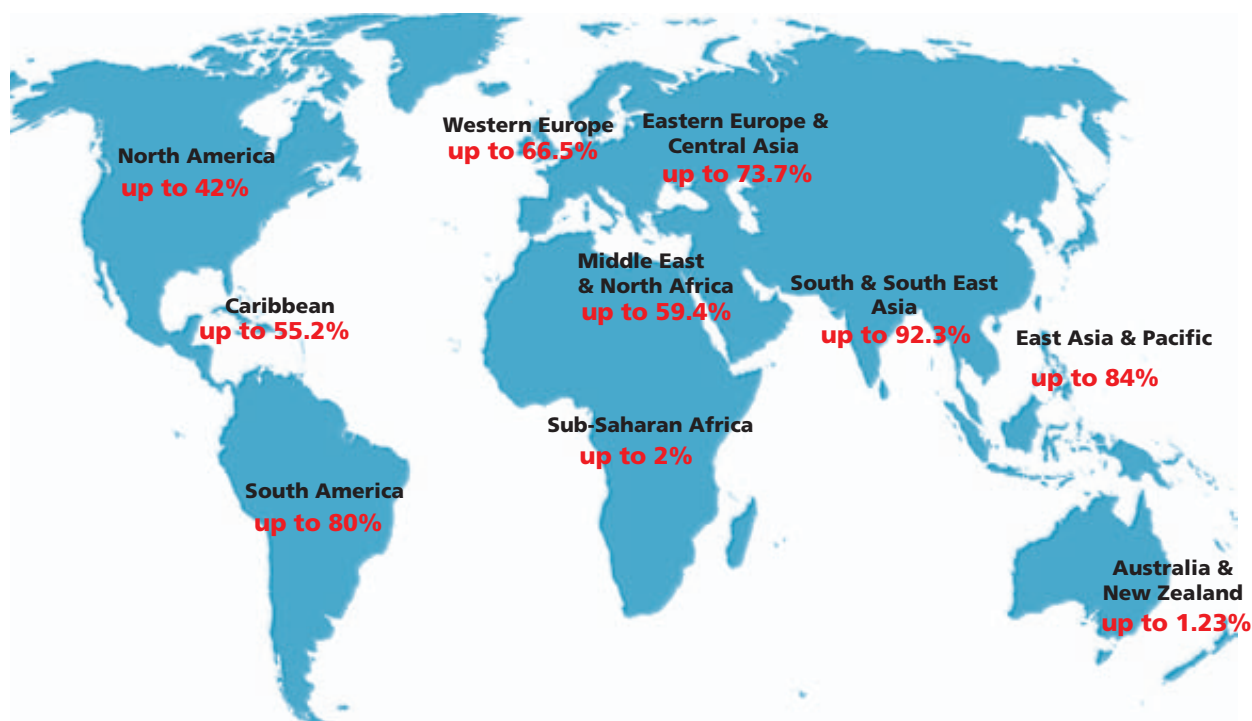 Western Europe
up to 66.5%
Eastern Europe &
Central Asia
up to 73.7%
North America
up to 42%
Middle East
& North Africa
up to 59.4%
South & South East
Asia
up to 92.3%
Caribbean
up to 55.2%
East Asia & Pacific
up to 84%
Sub-Saharan Africa
up to 2%
South America
up to 80%
Australia &
New Zealand
up to 1.23%